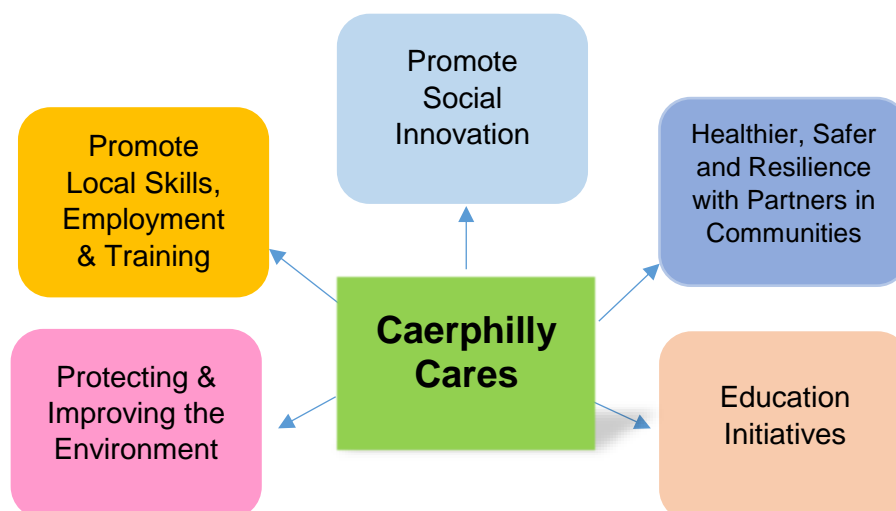 Promote
Social
Innovation
Promote
Local Skills,
Employment
& Training
Healthier, Safer
and Resilience
with Partners in
Communities
Caerphilly
Cares
Protecting &
Improving the
Environment
Education
Initiatives